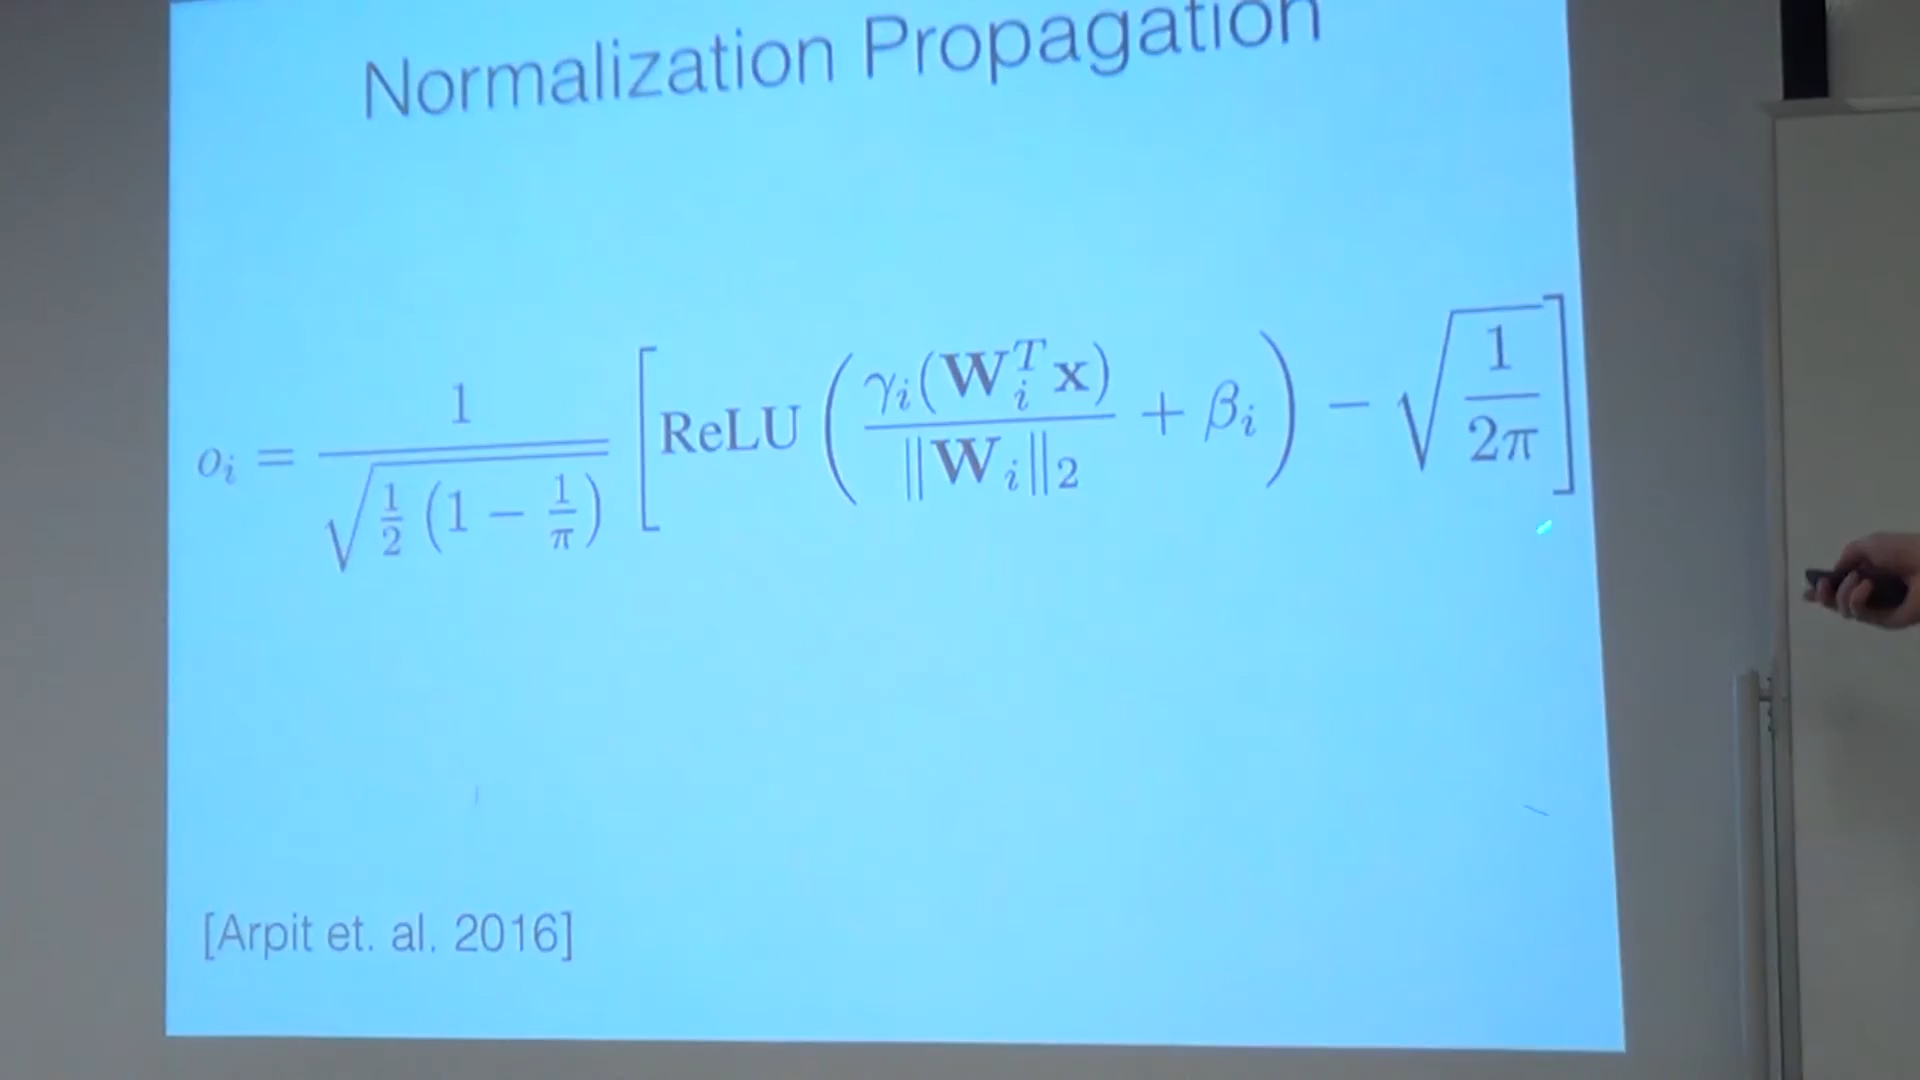 Normalization Propagation
$o_i = \frac{1}{\sqrt{\frac{1}{2}\left(1 - \frac{1}{\pi}\right)}} \left[ \text{ReLU}\left( \frac{\gamma_i(\mathbf{W}_i^T \mathbf{x})}{\|\mathbf{W}_i\|_2} + \beta_i \right) - \sqrt{\frac{1}{2\pi}} \right]$
[Arpit et. al. 2016]